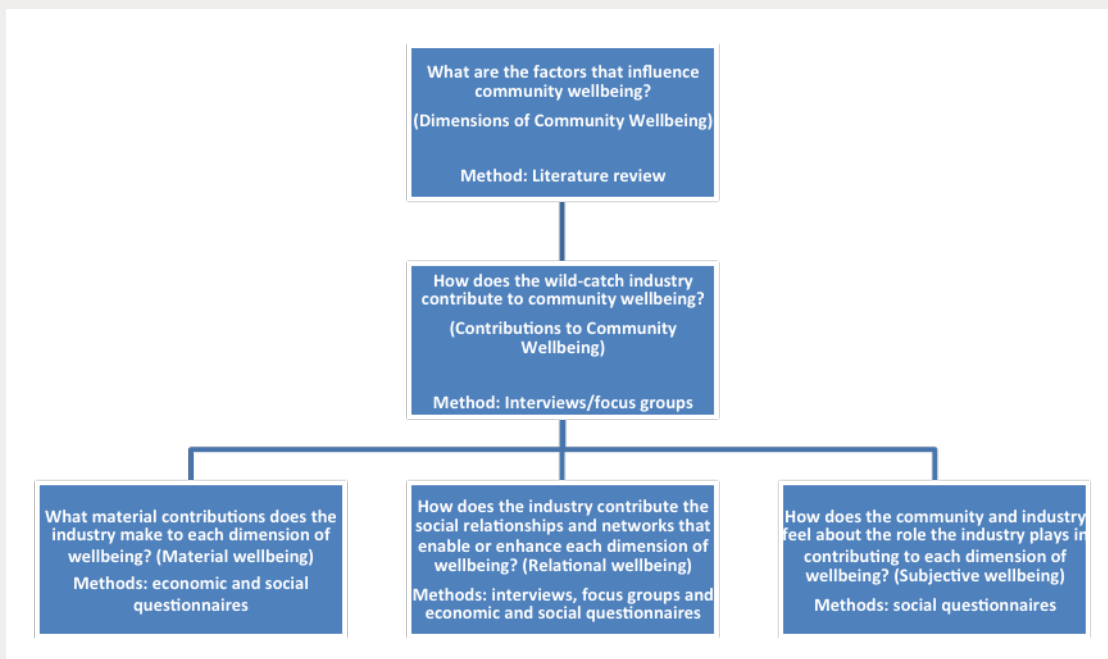 What are the factors that influence
community wellbeing?
(Dimensions of Community Wellbeing)
Method: Literature review
How does the wild-catch industry
contribute to community wellbeing?
(Contributions to Community
Wellbeing)
Method: Interviews/focus groups
What material contributions does the
industry make to each dimension of
wellbeing? (Material wellbeing)
Methods: economic and social
questionnaires
How does the industry contribute the
social relationships and networks that
enable or enhance each dimension of
wellbeing? (Relational wellbeing)
Methods: interviews, focus groups and
economic and social questionnaires
How does the community and industry
feel about the role the industry plays in
contributing to each dimension of
wellbeing? (Subjective wellbeing)
Methods: social questionnaires